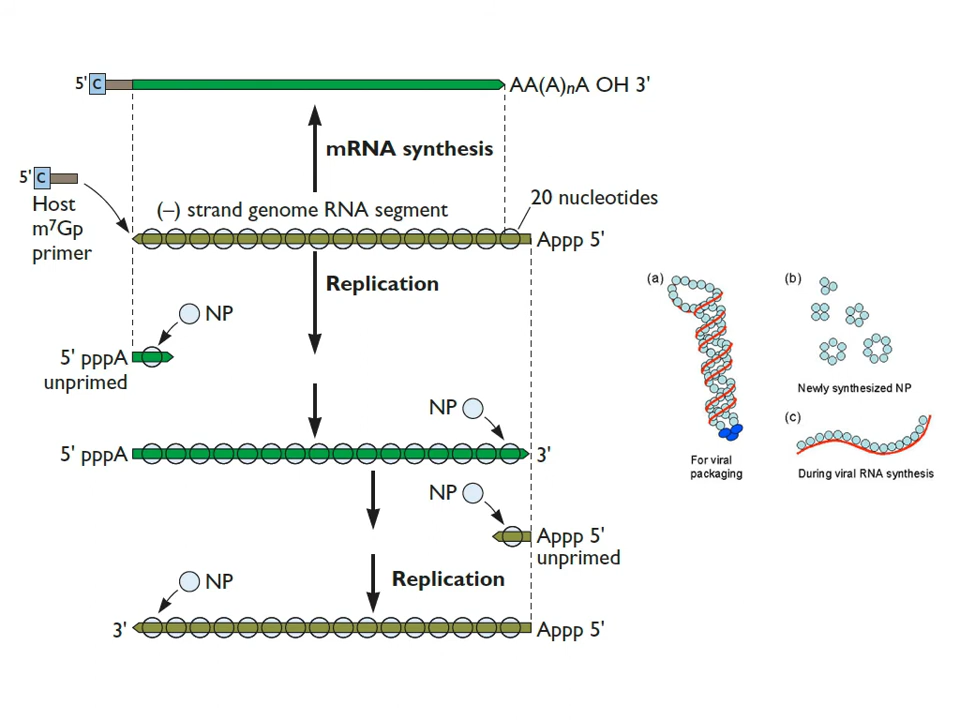 5' C AA(A)nA OH 3'
mRNA synthesis
5' C
Host
m⁷Gp
primer
(–) strand genome RNA segment
20 nucleotides
Appp 5'
Replication
NP
5' pppA
unprimed
NP
5' pppA
3'
NP
Appp 5'
unprimed
Replication
NP
3'
Appp 5'
(a)
For viral
packaging
(b)
Newly synthesized NP
(c)
During viral RNA synthesis